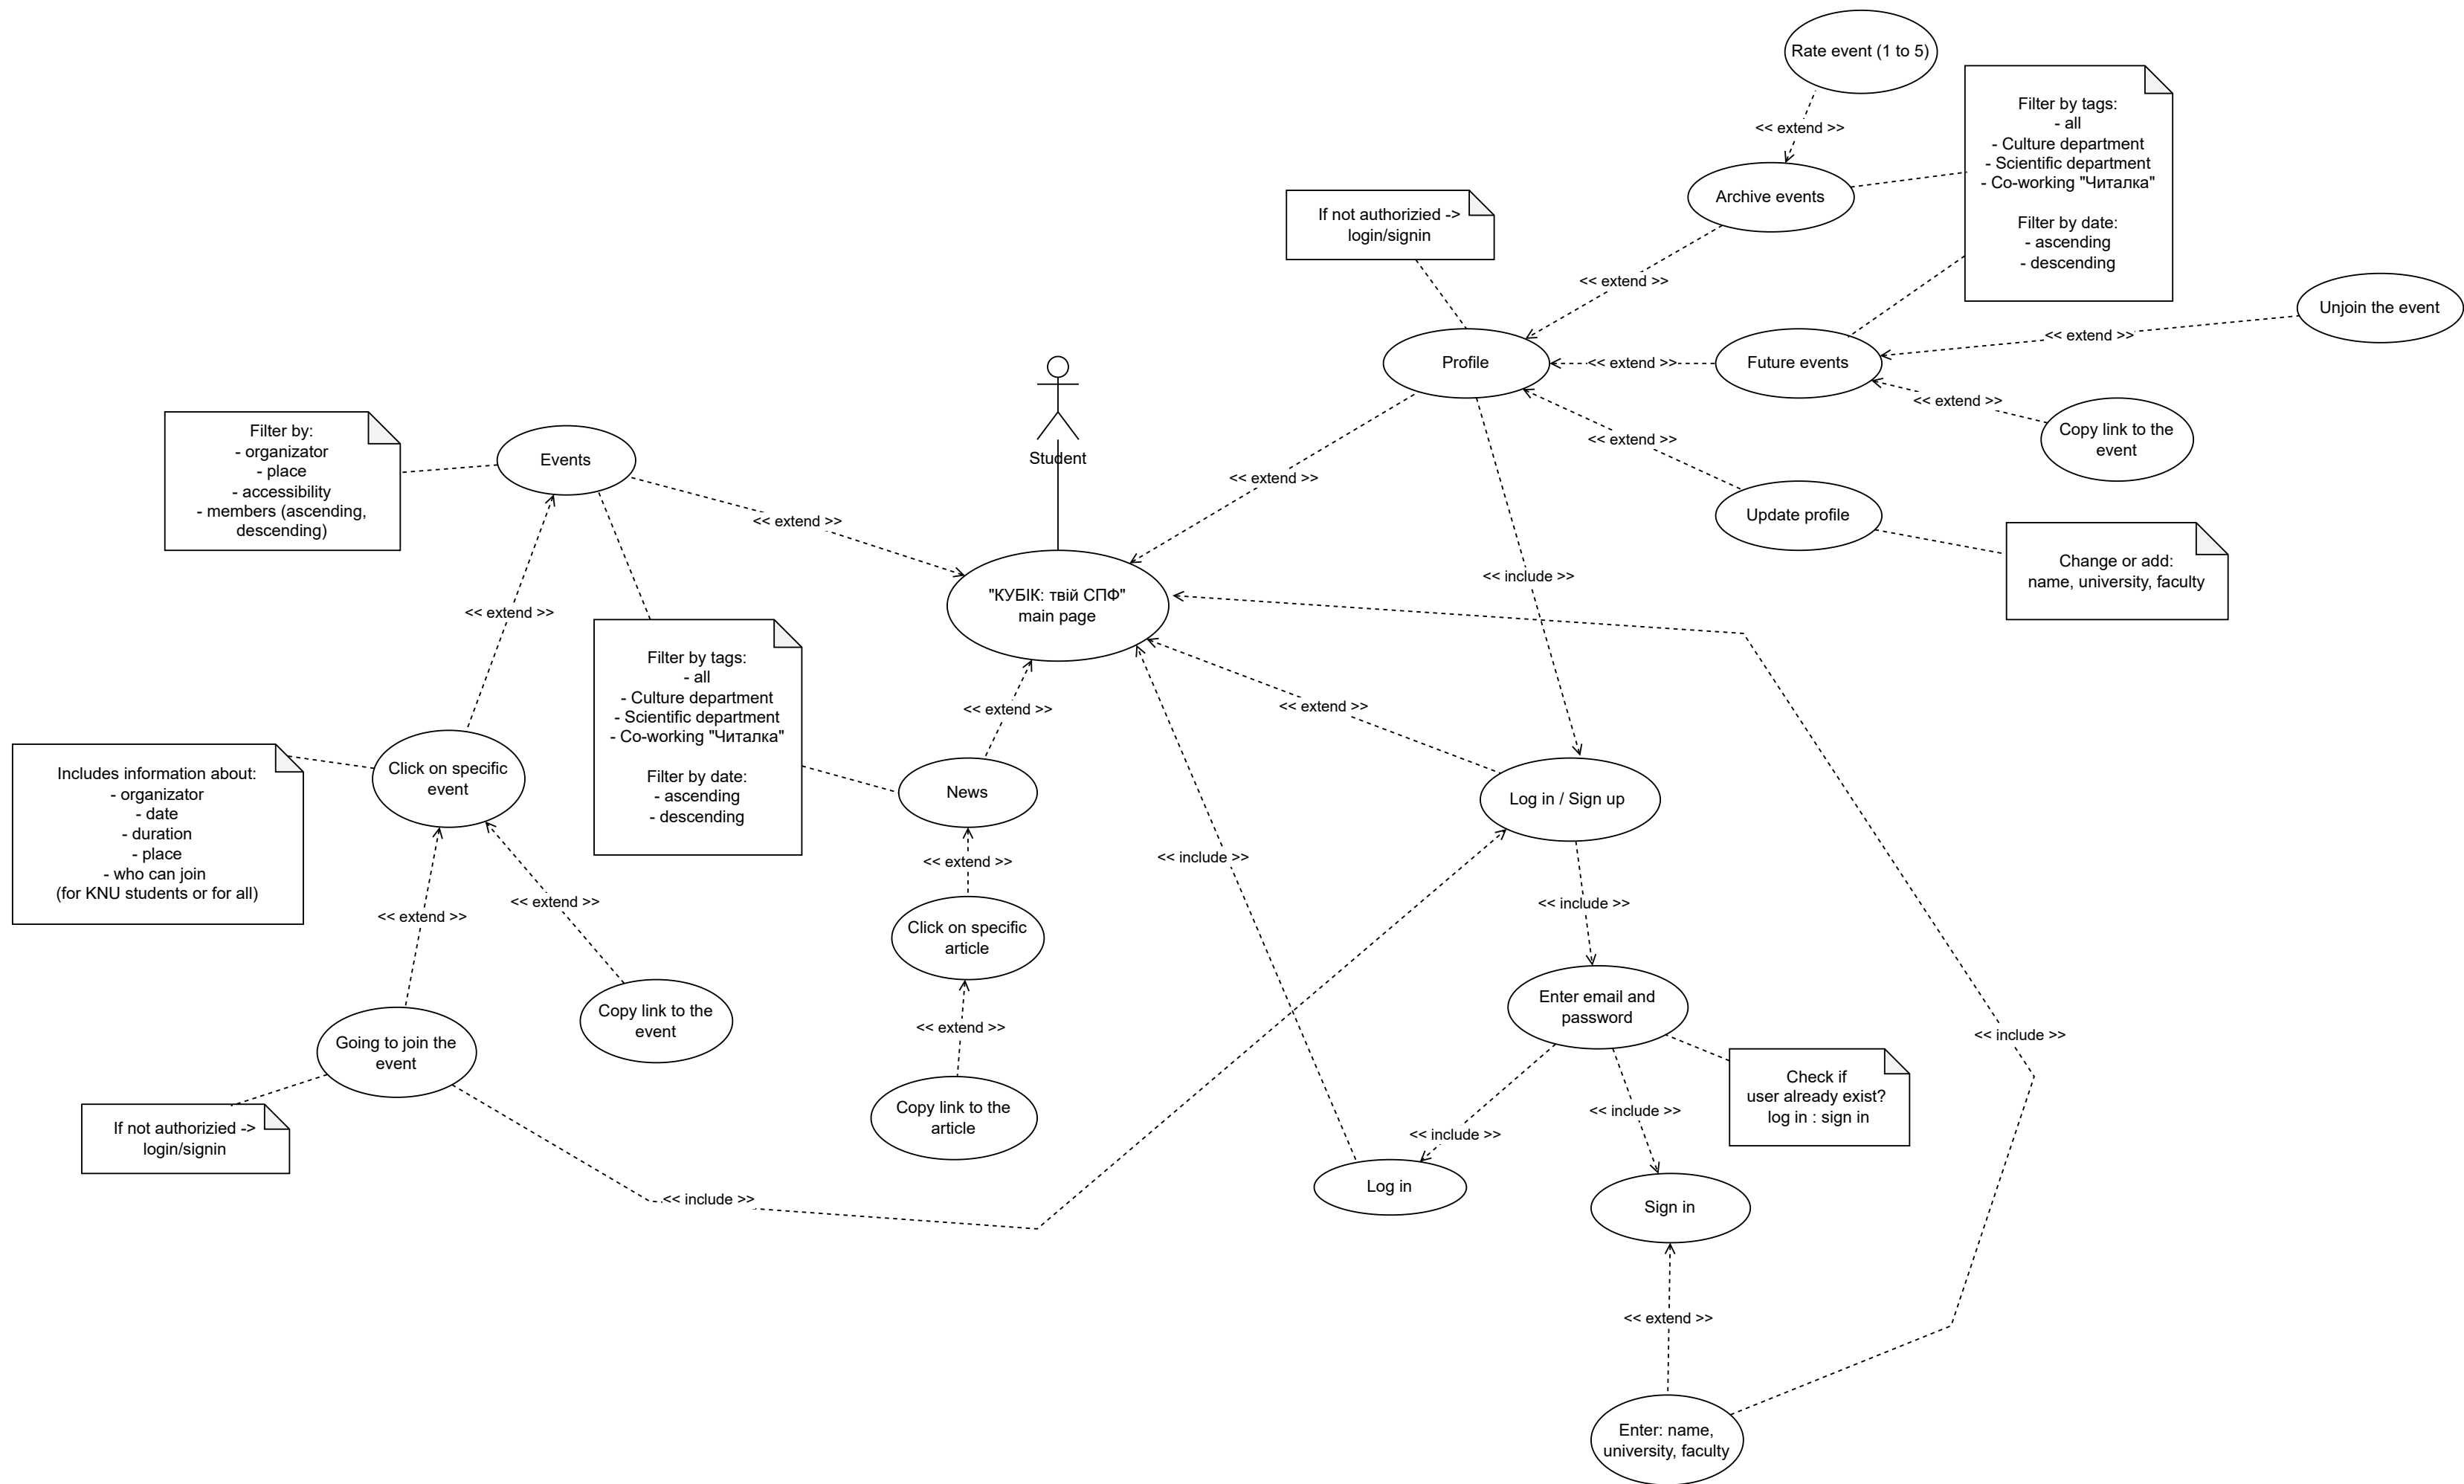 Rate event (1 to 5)
<< extend >>
Filter by tags:
- all
- Culture department
- Scientific department
- Co-working "Читалка"
Filter by date:
- ascending
- descending
Archive events
If not authorizied ->
login/signin
<< extend >>
Unjoin the event
<< extend >>
Profile
<< extend >>
Future events
<< extend >>
Copy link to the
event
<< extend >>
Update profile
Change or add:
name, university, faculty
Student
<< extend >>
Filter by:
- organizator
- place
- accessibility
- members (ascending,
descending)
Events
<< extend >>
"КУБІК: твій СПФ"
main page
<< include >>
<< extend >>
Filter by tags:
- all
- Culture department
- Scientific department
- Co-working "Читалка"
Filter by date:
- ascending
- descending
<< extend >>
<< extend >>
Includes information about:
- organizator
- date
- duration
- place
- who can join
(for KNU students or for all)
Click on specific
event
News
Log in / Sign up
<< extend >>
<< include >>
<< extend >>
<< extend >>
<< include >>
Click on specific
article
Going to join the
event
Copy link to the
event
<< extend >>
Enter email and
password
<< include >>
If not authorizied ->
login/signin
Copy link to the
article
Check if
user already exist?
log in : sign in
<< include >>
<< include >>
<< include >>
Log in
Sign in
<< extend >>
Enter: name,
university, faculty